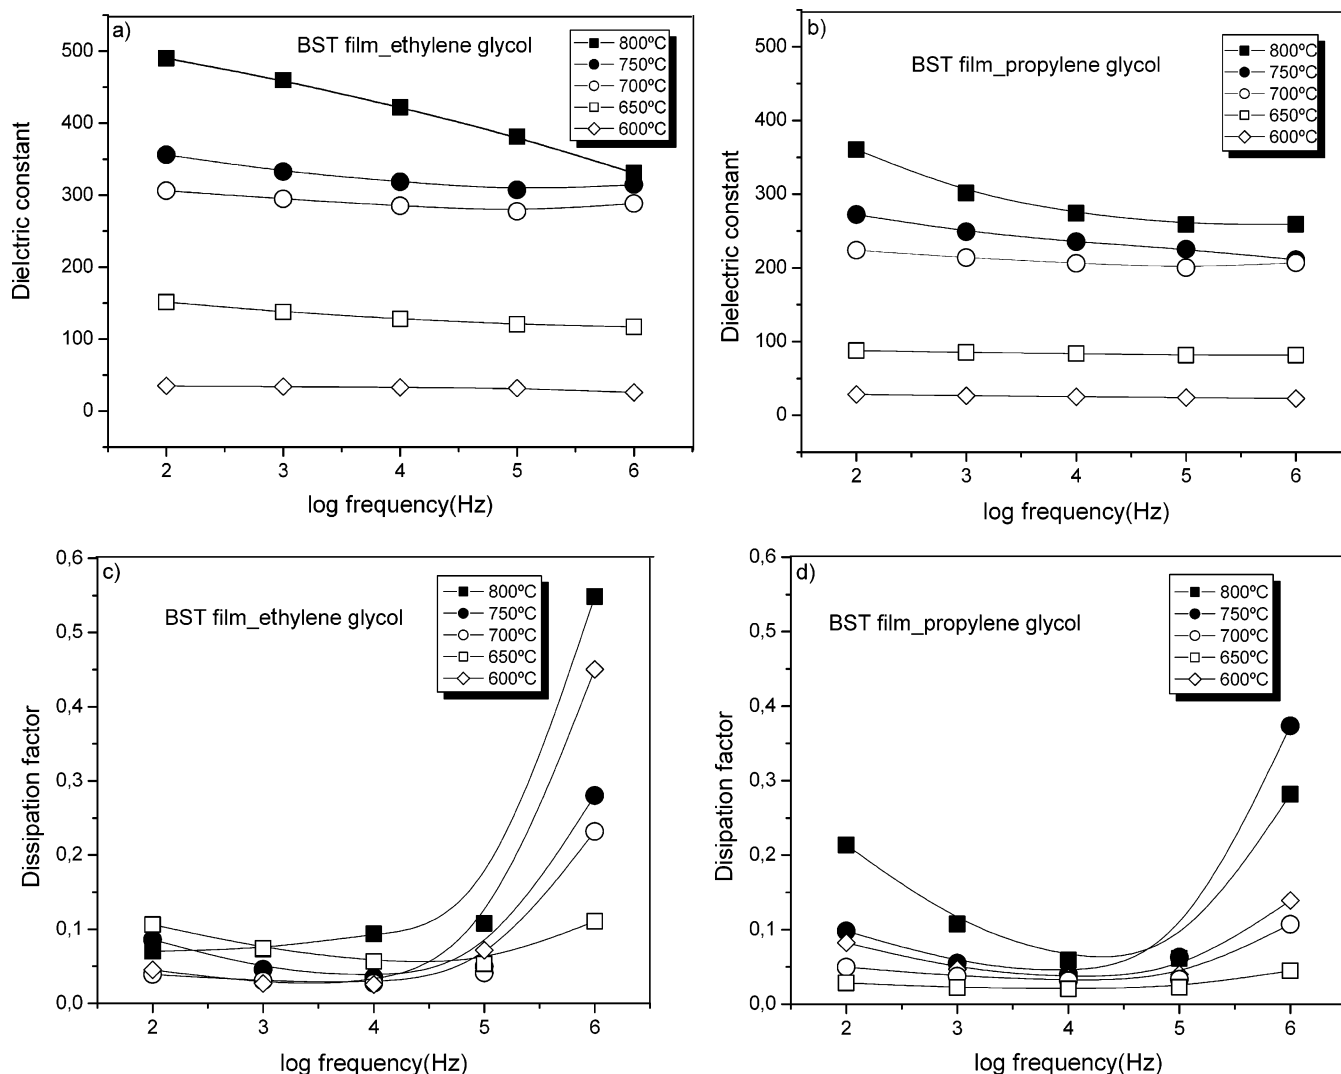 a)
BST film_ethylene glycol
800ºC
750ºC
700ºC
650ºC
600ºC
500
400
300
200
100
0
Dielctric constant
2 3 4 5 6
log frequency(Hz)
b)
BST film_propylene glycol
800ºC
750ºC
700ºC
650ºC
600ºC
500
400
300
200
100
0
Dielectric constant
2 3 4 5 6
log frequency(Hz)
c)
BST film_ethylene glycol
800ºC
750ºC
700ºC
650ºC
600ºC
0,6
0,5
0,4
0,3
0,2
0,1
0,0
Dissipation factor
2 3 4 5 6
log frequency(Hz)
d)
BST film_propylene glycol
800ºC
750ºC
700ºC
650ºC
600ºC
0,6
0,5
0,4
0,3
0,2
0,1
0,0
Disipation factor
2 3 4 5 6
log frequency(Hz)